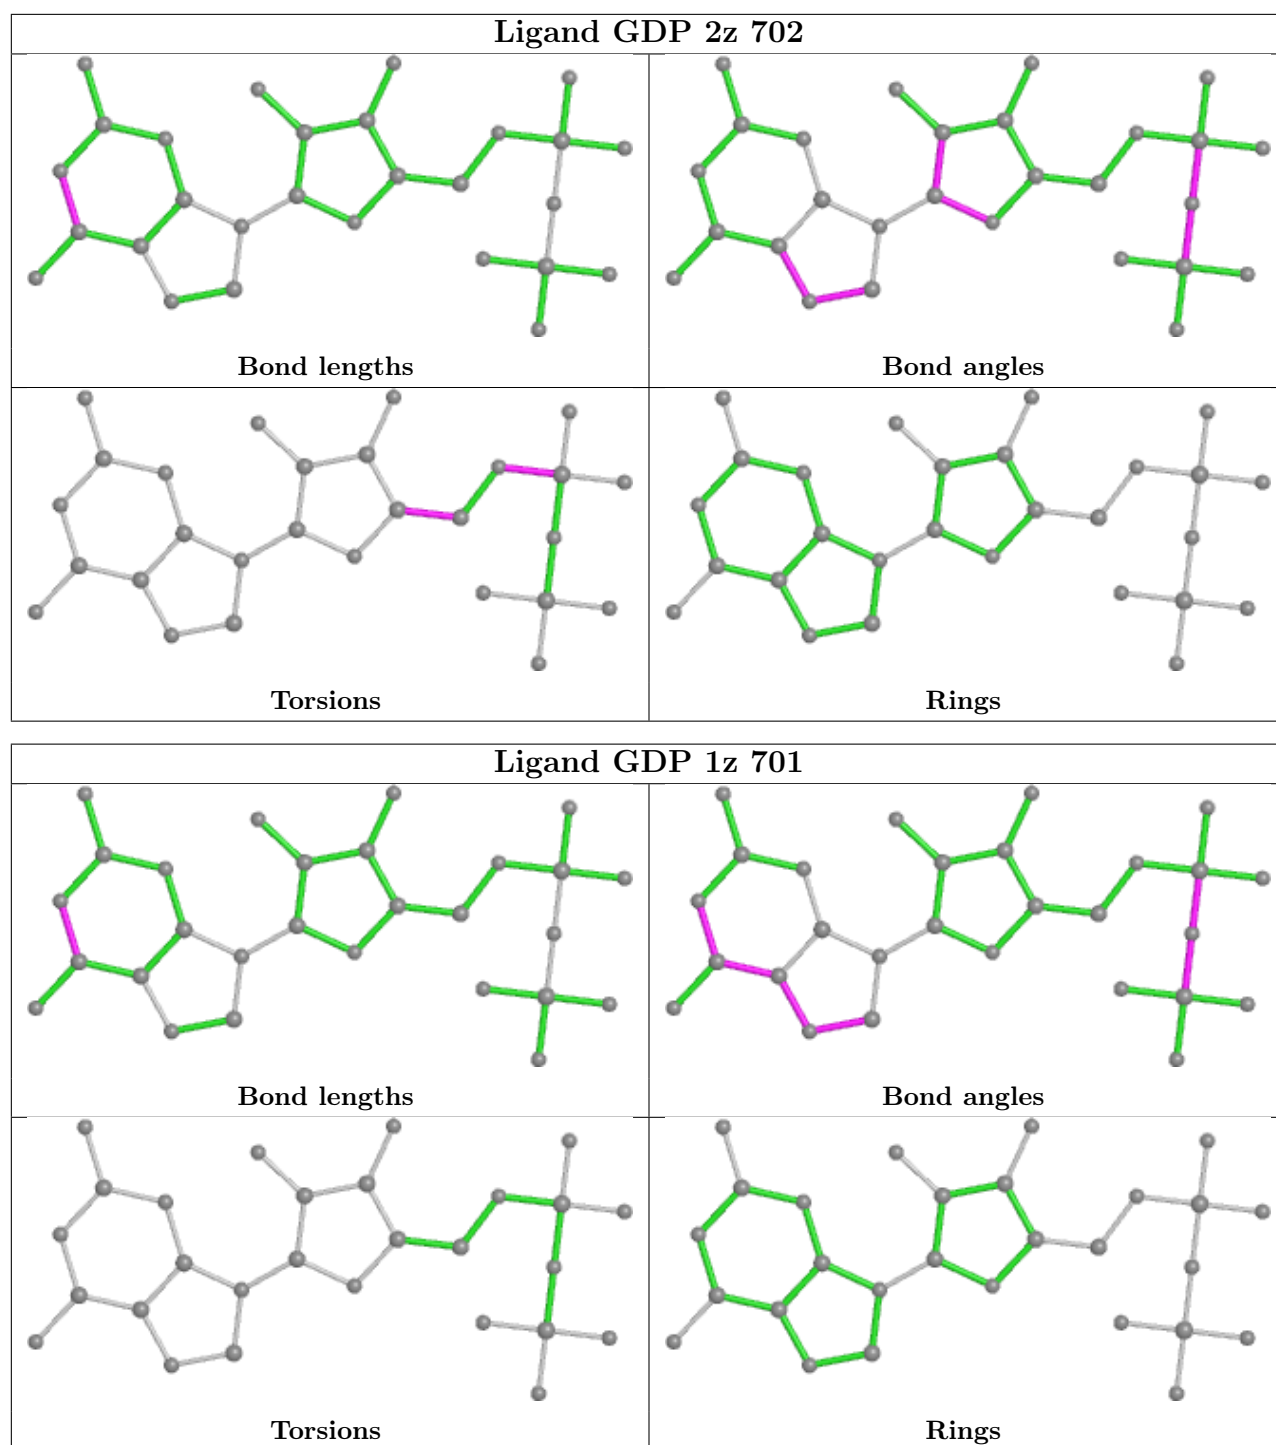 Ligand GDP 2z 702
Bond lengths
Bond angles
Torsions
Rings
Ligand GDP 1z 701
Bond lengths
Bond angles
Torsions
Rings